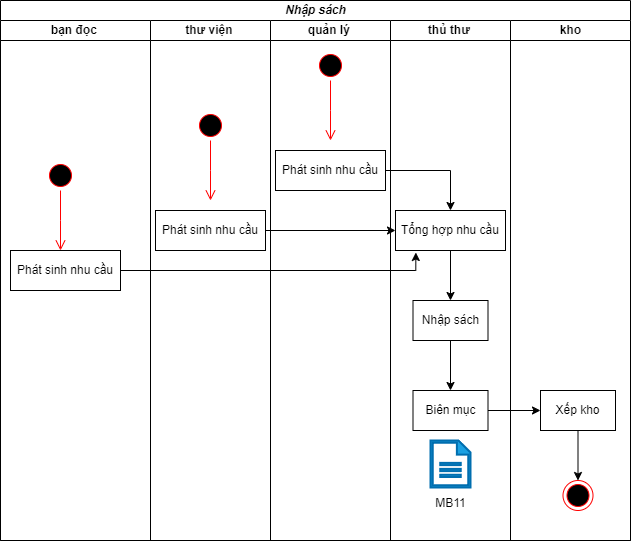 Nhập sách
bạn đọc
thư viện
quản lý
thủ thư
kho
Phát sinh nhu cầu
Phát sinh nhu cầu
Tổng hợp nhu cầu
Phát sinh nhu cầu
Nhập sách
Biên mục
Xếp kho
MB11